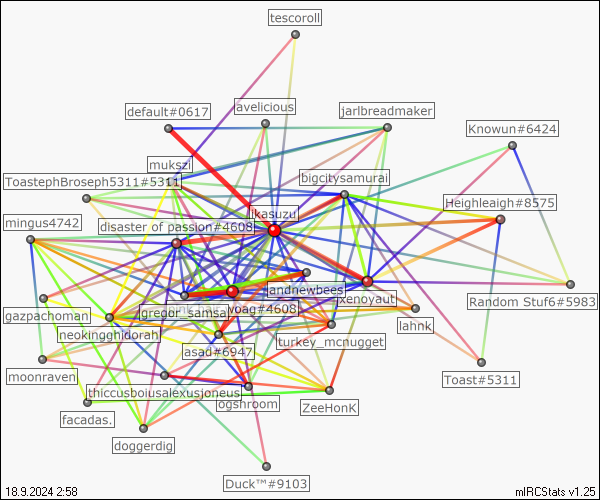 tescoroll
default#0617
avelicious
jarlbreadmaker
Knowun#6424
mukszi
bigcitysamurai
ToastephBroseph5311#5311
Heighleaigh#8575
likasuzu
mingus4742
disaster of passion#4608
andnewbees
xenoyaut
Random Stuf6#5983
gazpachoman
gregor_samsa
yoag#4608
lahnk
neokingghidorah
turkey_mcnugget
asad#6947
moonraven
Toast#5311
thiccusboiusalexusjoneus
ogshroom
ZeeHonK
facadas.
doggerdig
Duck™#9103
18.9.2024 2:58
mIRCStats v1.25